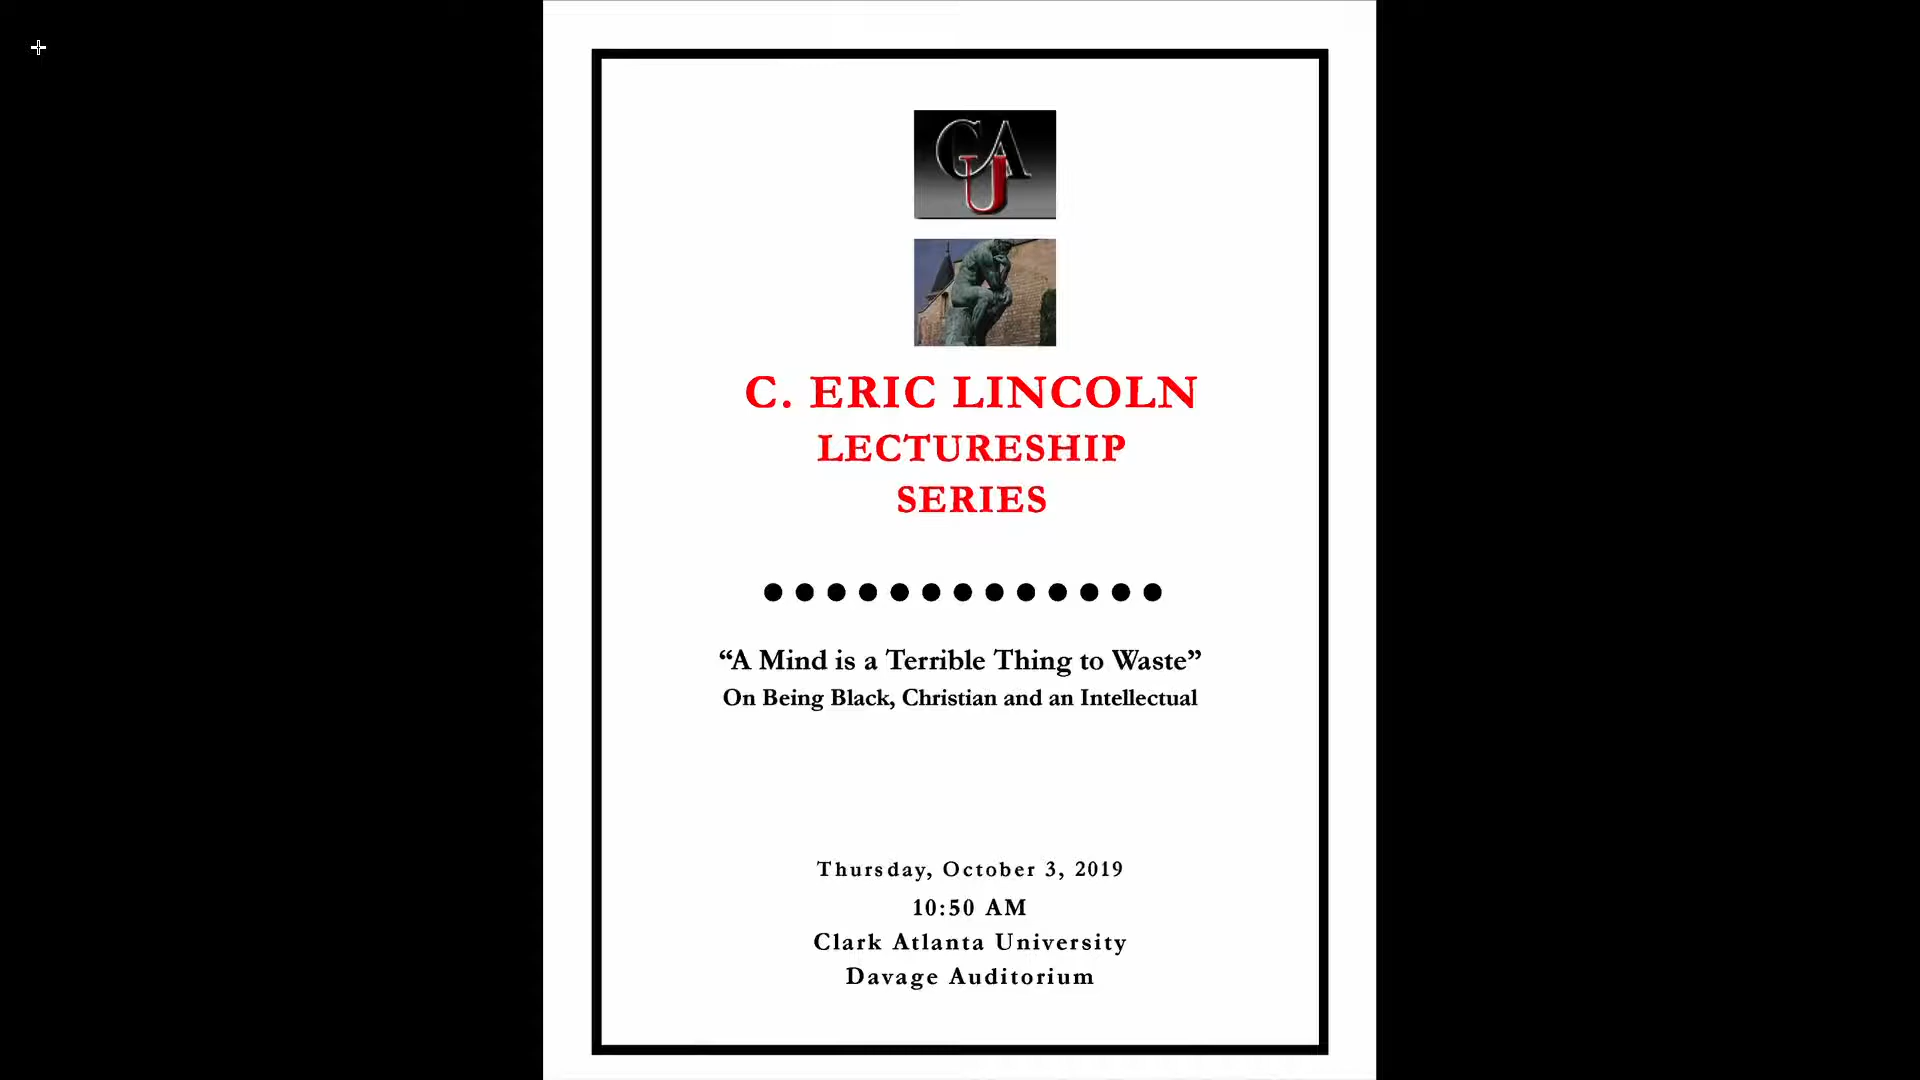 CAU
C. ERIC LINCOLN
LECTURESHIP
SERIES
“A Mind is a Terrible Thing to Waste”
On Being Black, Christian and an Intellectual
Thursday, October 3, 2019
10:50 AM
Clark Atlanta University
Davage Auditorium